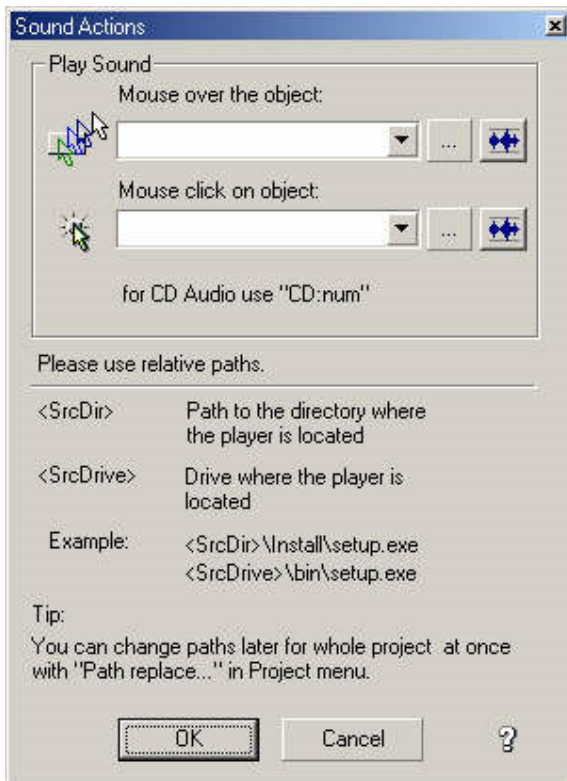 Sound Actions
Play Sound
Mouse over the object:
...
Mouse click on object:
...
for CD Audio use "CD:num"
Please use relative paths.
<SrcDir> Path to the directory where
the player is located
<SrcDrive> Drive where the player is
located
Example: <SrcDir>\Install\setup.exe
<SrcDrive>\bin\setup.exe
Tip:
You can change paths later for whole project at once
with "Path replace..." in Project menu.
OK Cancel ?